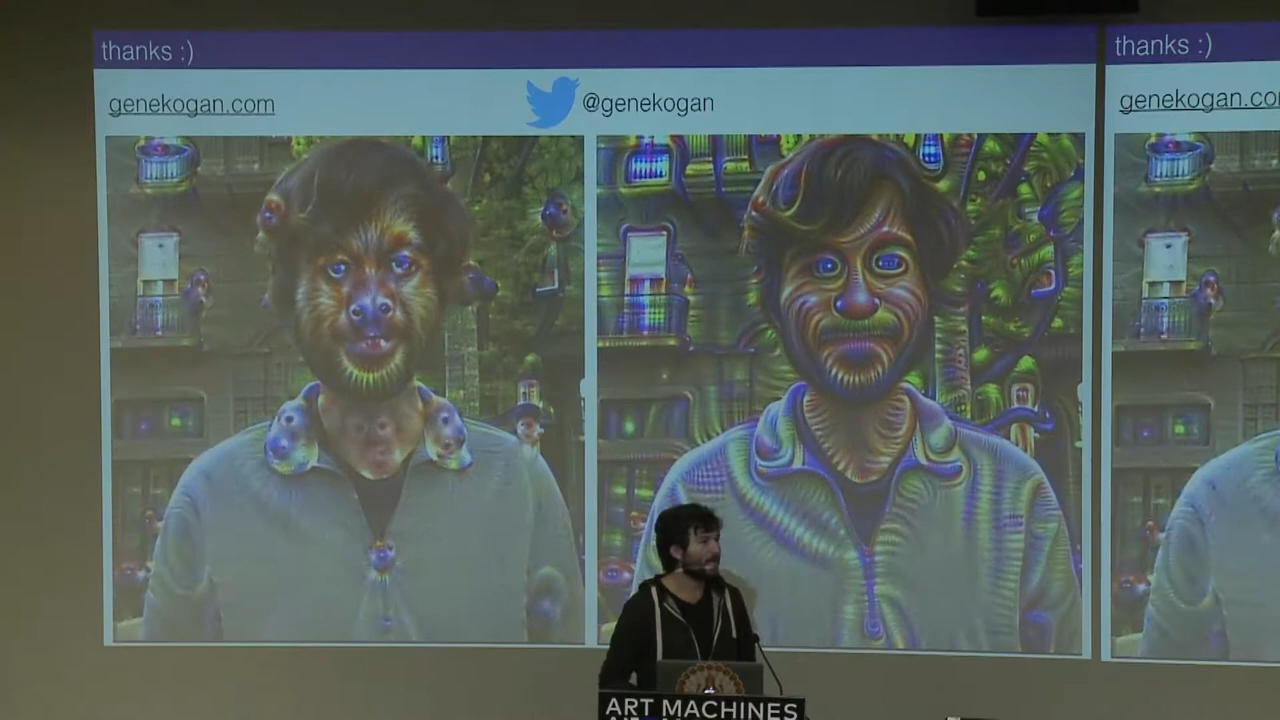 thanks :)
genekogan.com
@genekogan
thanks :)
genekogan.co
ART MACHINES